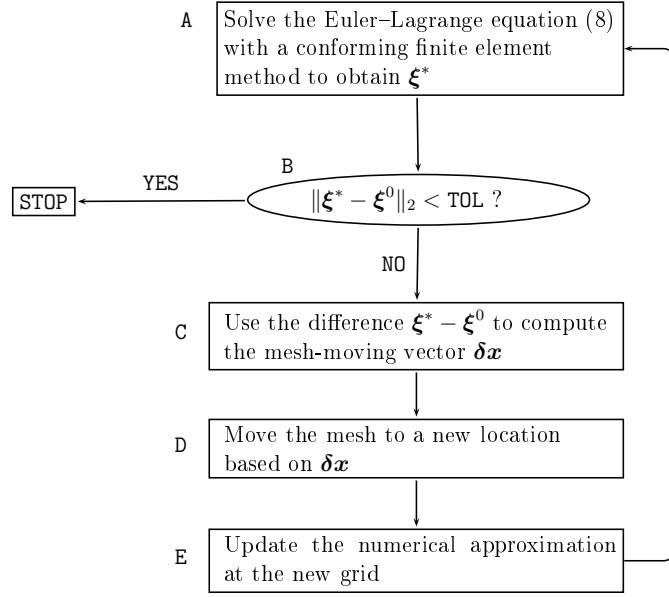 A
Solve the Euler–Lagrange equation (8)
with a conforming finite element
method to obtain ξ*
B
YES
STOP
‖ξ* − ξ⁰‖₂ < TOL ?
NO
C
Use the difference ξ* − ξ⁰ to compute
the mesh-moving vector δx
D
Move the mesh to a new location
based on δx
E
Update the numerical approximation
at the new grid